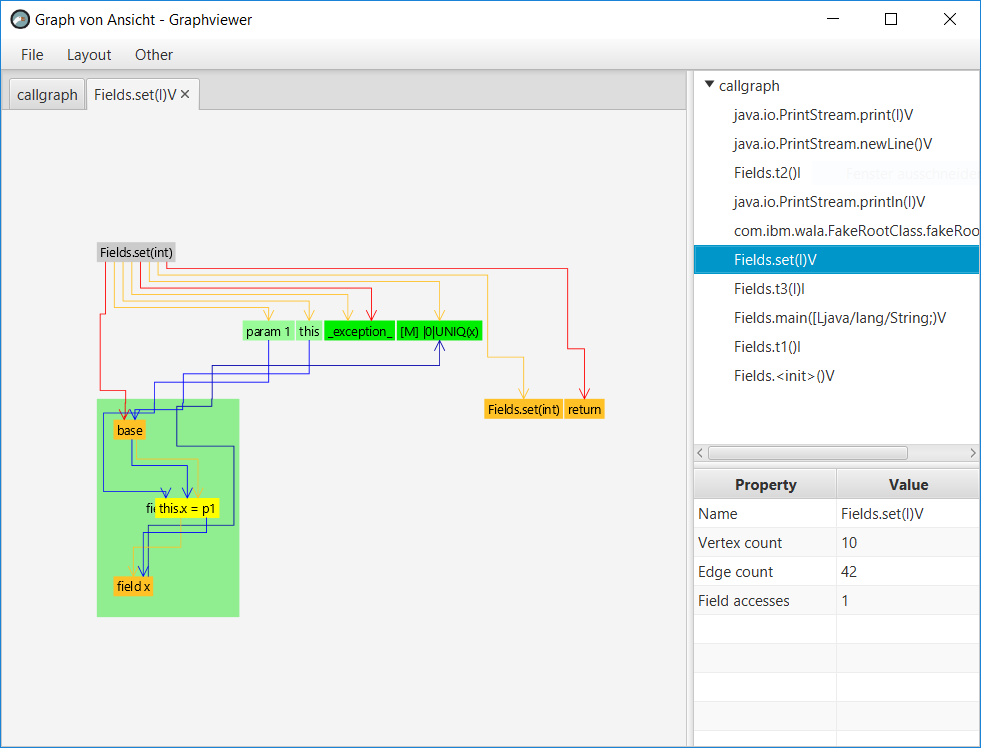 Graph von Ansicht - Graphviewer
File Layout Other
callgraph Fields.set(I)V ✕
Fields.set(int)
param 1 this _exception_ [M] |0|UNIQ(x)
Fields.set(int) return
base
this.x = p1
field x
callgraph
java.io.PrintStream.print(I)V
java.io.PrintStream.newLine()V
Fields.t2()I
java.io.PrintStream.println(I)V
com.ibm.wala.FakeRootClass.fakeRoo
Fields.set(I)V
Fields.t3(I)I
Fields.main([Ljava/lang/String;)V
Fields.t1()I
Fields.<init>()V
Property Value
Name Fields.set(I)V
Vertex count 10
Edge count 42
Field accesses 1